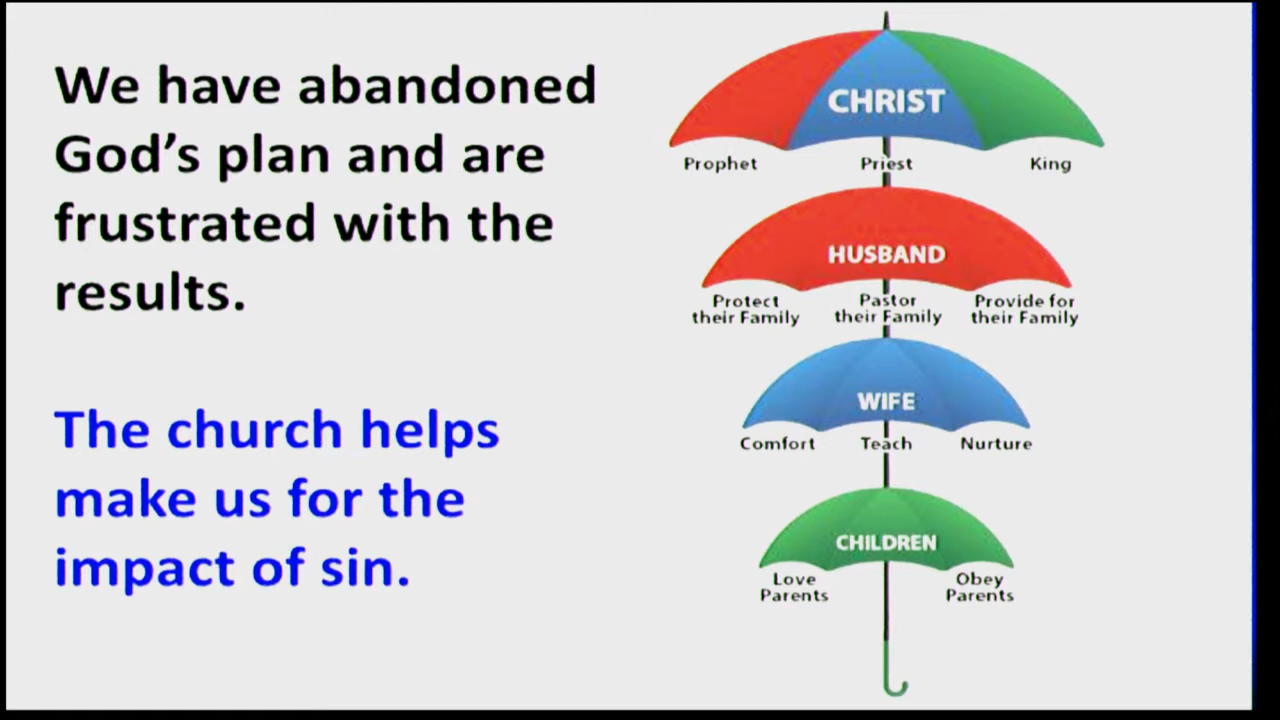 We have abandoned
God's plan and are
frustrated with the
results.
The church helps
make us for the
impact of sin.
CHRIST
Prophet Priest King
HUSBAND
Protect
their Family
Pastor
their Family
Provide for
their Family
WIFE
Comfort Teach Nurture
CHILDREN
Love
Parents
Obey
Parents